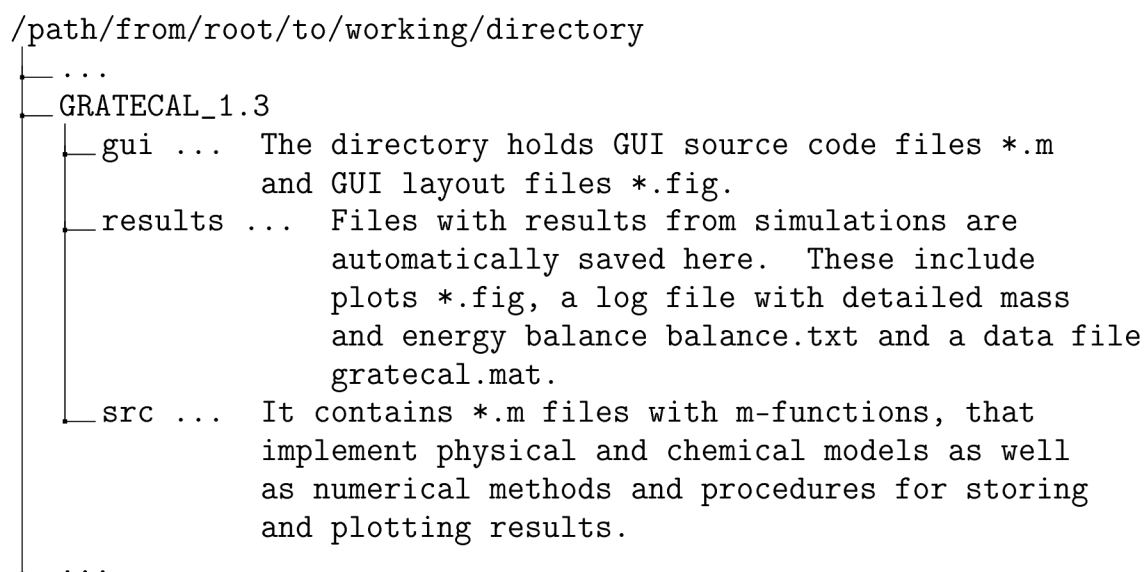 /path/from/root/to/working/directory
...
GRATECAL_1.3
gui ... The directory holds GUI source code files *.m
and GUI layout files *.fig.
results ... Files with results from simulations are
automatically saved here. These include
plots *.fig, a log file with detailed mass
and energy balance balance.txt and a data file
gratecal.mat.
src ... It contains *.m files with m-functions, that
implement physical and chemical models as well
as numerical methods and procedures for storing
and plotting results.
...